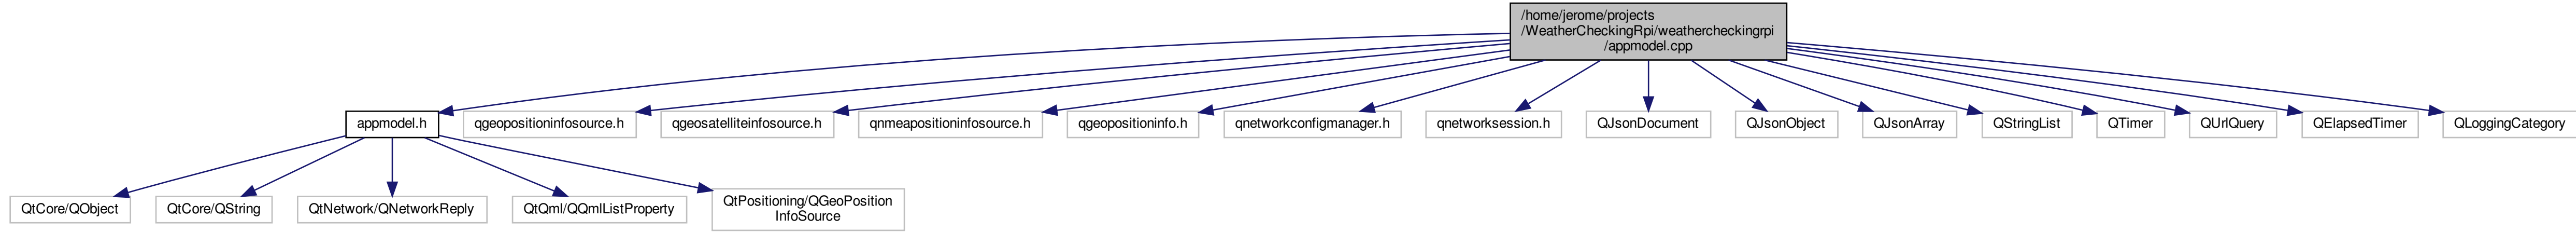 /home/jerome/projects
/WeatherCheckingRpi/weathercheckingrpi
/appmodel.cpp
appmodel.h
qgeopositioninfosource.h
qgeosatelliteinfosource.h
qnmeapositioninfosource.h
qgeopositioninfo.h
qnetworkconfigmanager.h
qnetworksession.h
QJsonDocument
QJsonObject
QJsonArray
QStringList
QTimer
QUrlQuery
QElapsedTimer
QLoggingCategory
QtCore/QObject
QtCore/QString
QtNetwork/QNetworkReply
QtQml/QQmlListProperty
QtPositioning/QGeoPosition
InfoSource